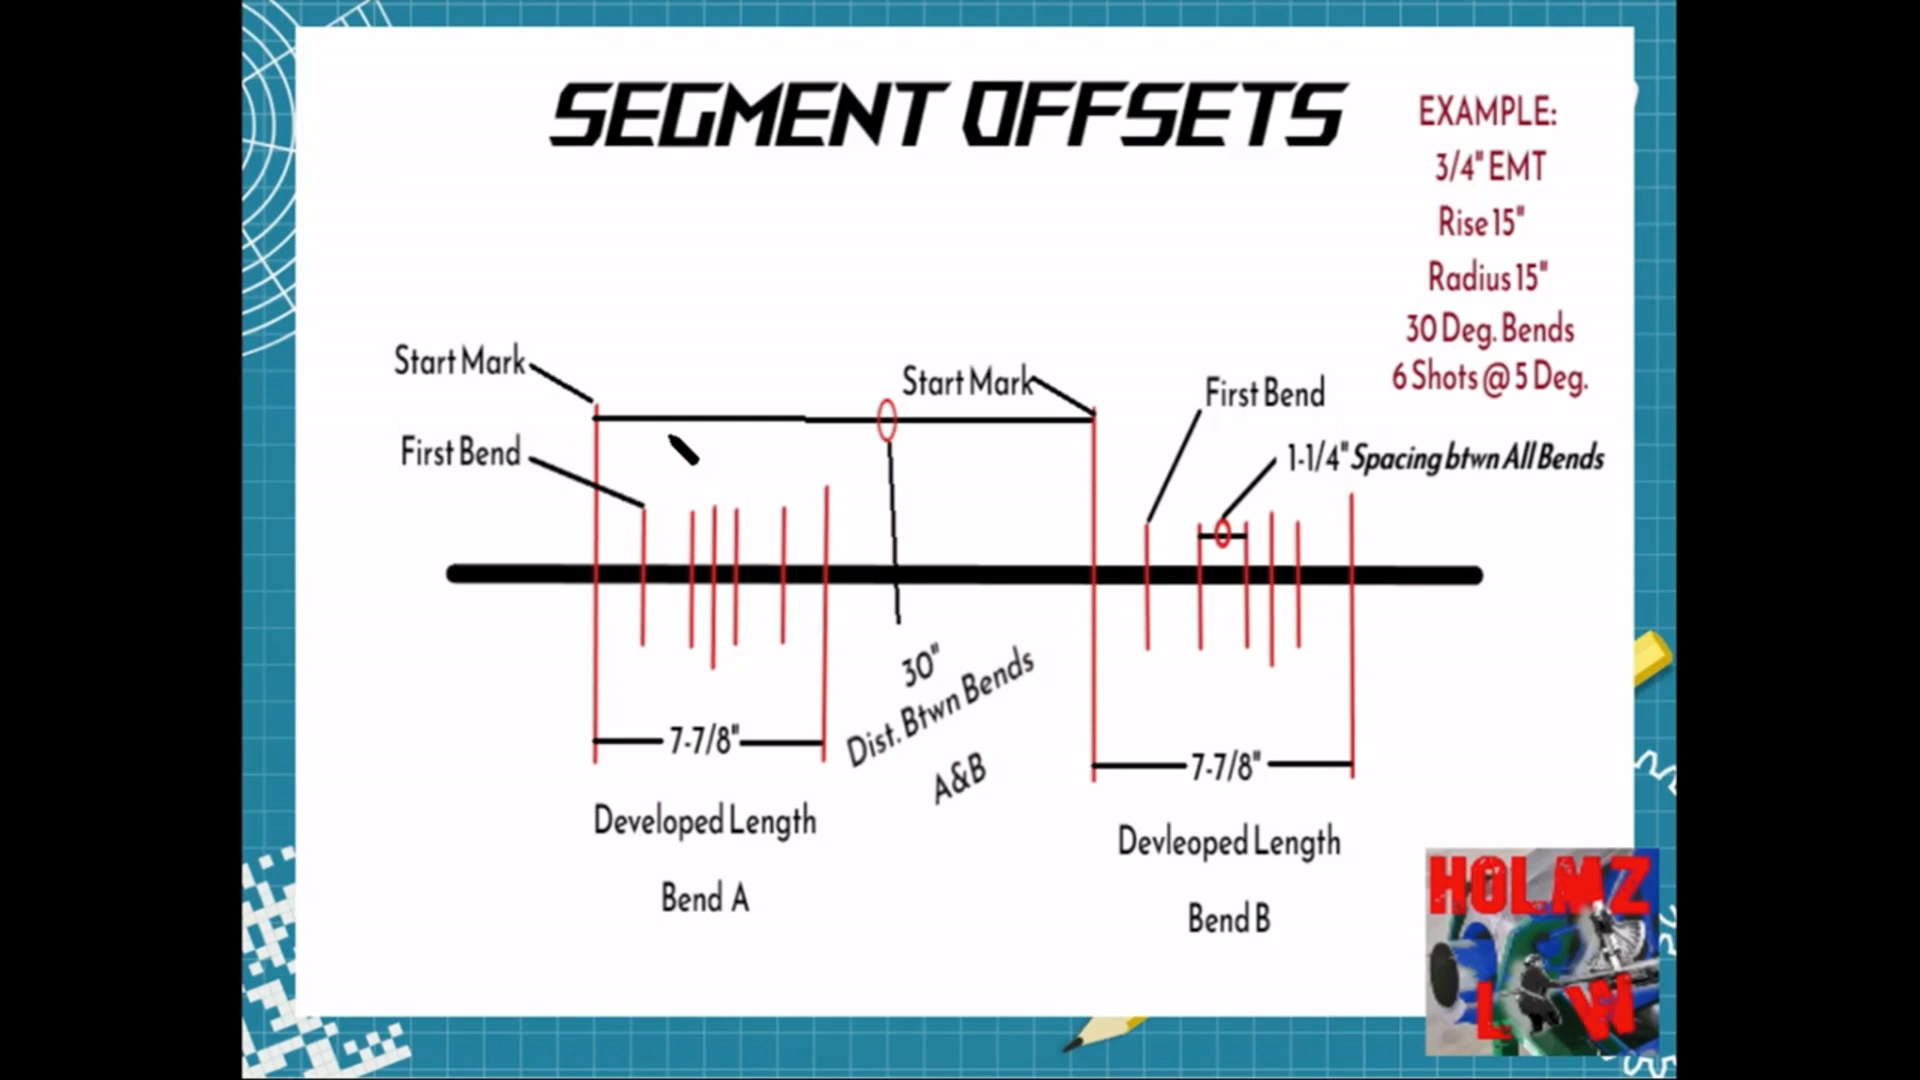 SEGMENT OFFSETS
EXAMPLE:
3/4" EMT
Rise 15"
Radius 15"
30 Deg. Bends
6 Shots @ 5 Deg.
Start Mark
Start Mark
First Bend
First Bend
1-1/4" Spacing btwn All Bends
30"
Dist. Btwn Bends
A&B
7-7/8"
7-7/8"
Developed Length
Bend A
Devleoped Length
Bend B
HOLMZ
L W